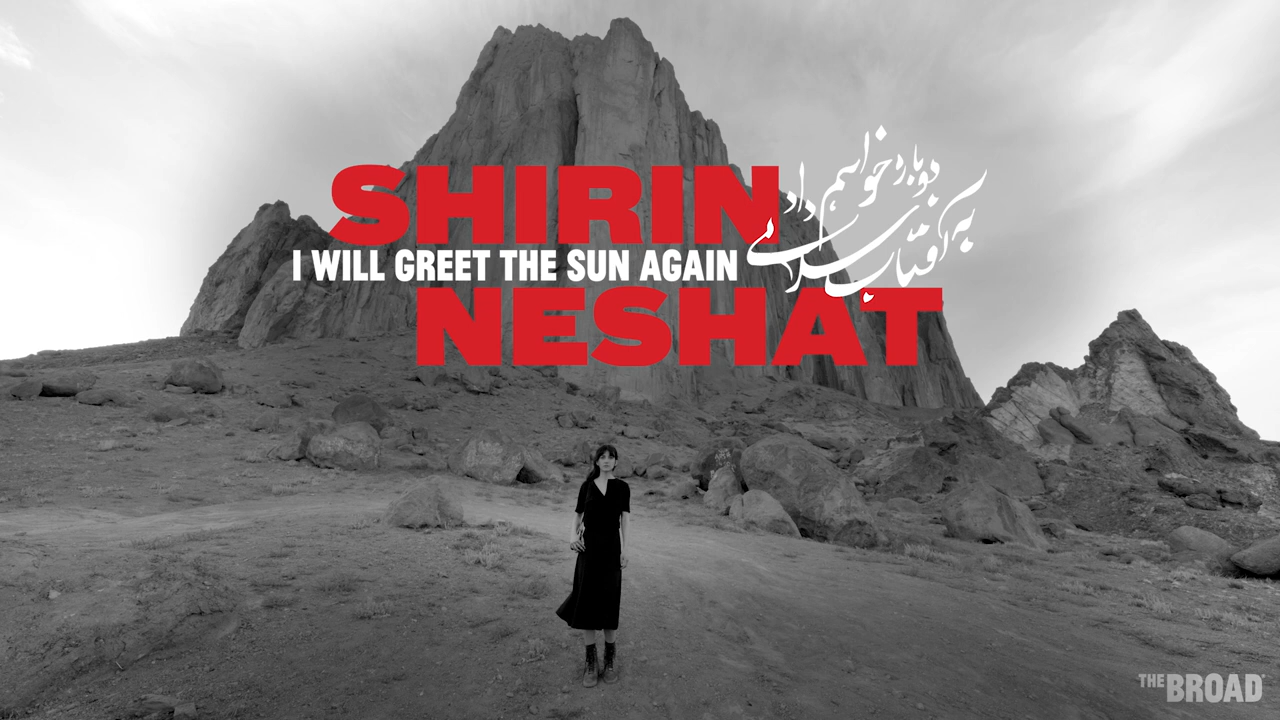 SHIRIN
I WILL GREET THE SUN AGAIN
NESHAT
به آفتاب سلامی
دوباره خواهم داد
THE BROAD